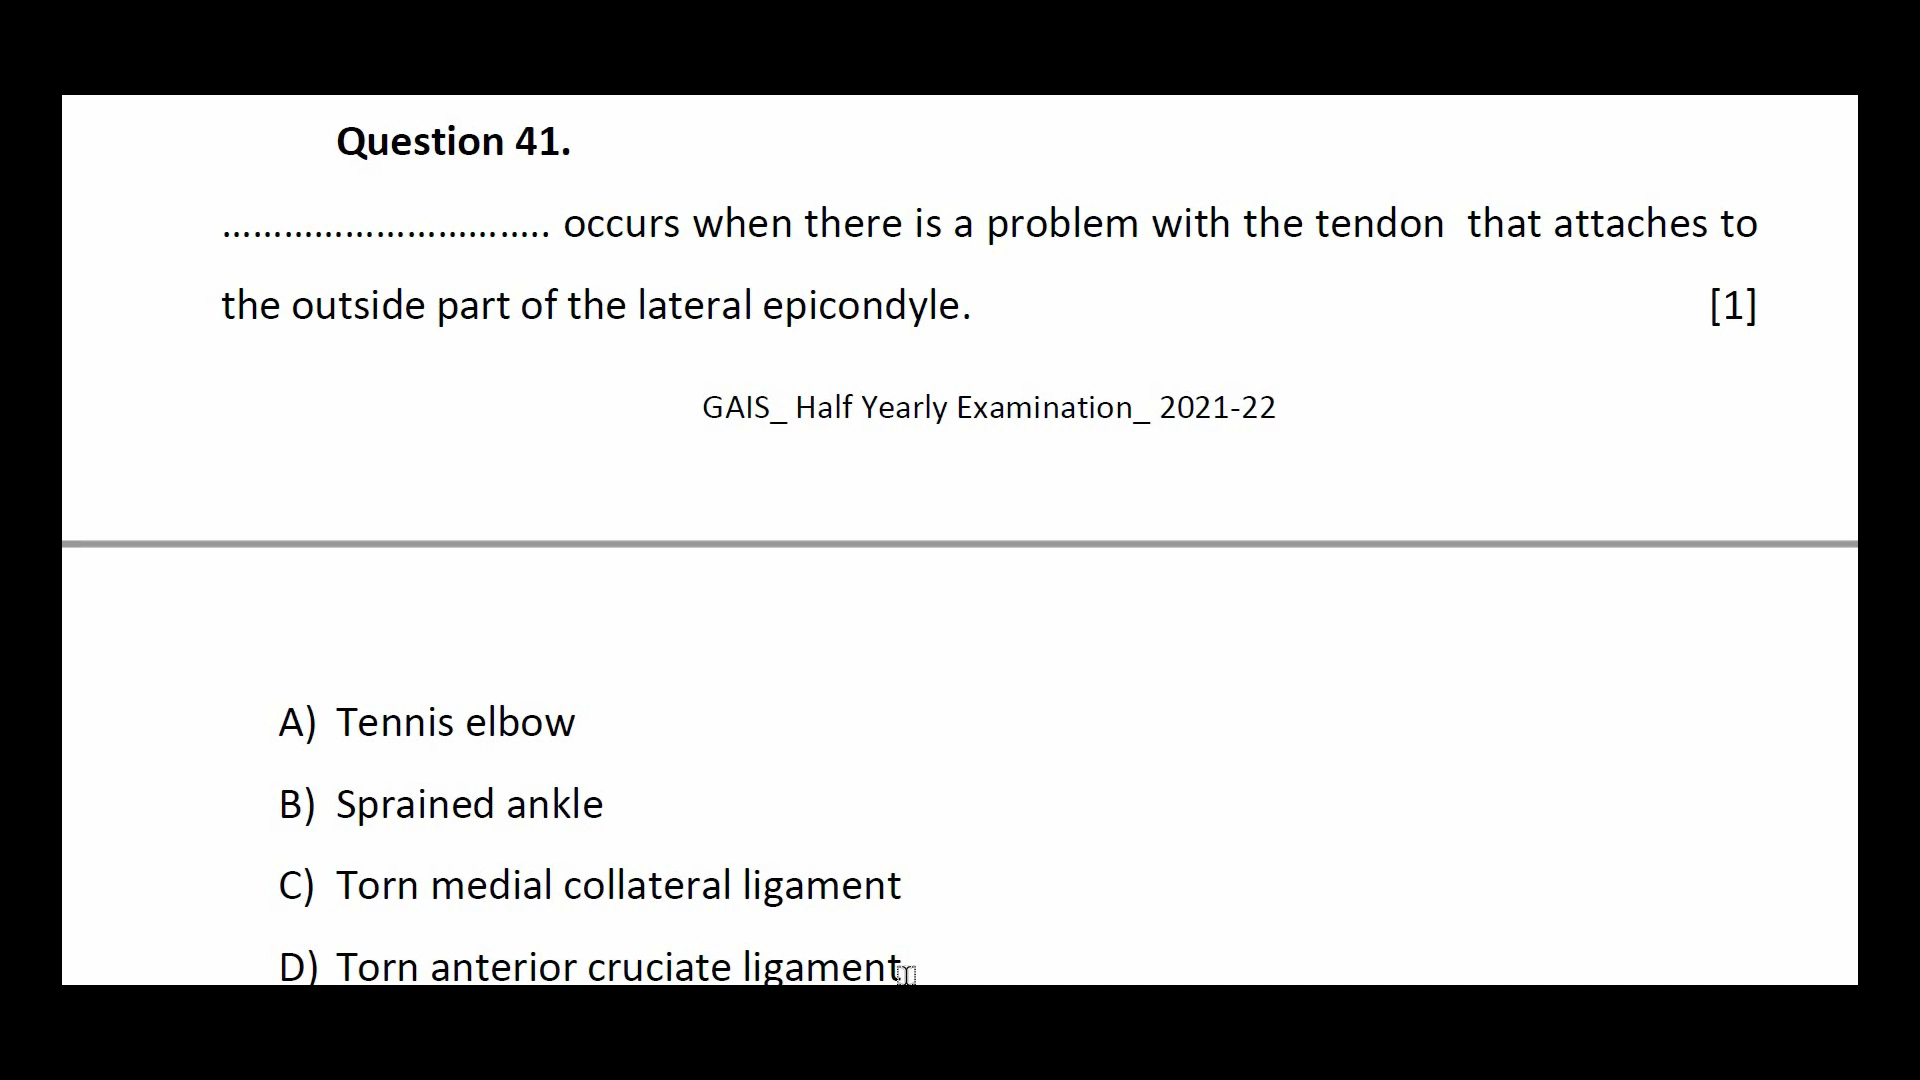 Question 41.
………………………….. occurs when there is a problem with the tendon  that attaches to
the outside part of the lateral epicondyle. [1]
GAIS_ Half Yearly Examination_ 2021-22
A) Tennis elbow
B) Sprained ankle
C) Torn medial collateral ligament
D) Torn anterior cruciate ligament